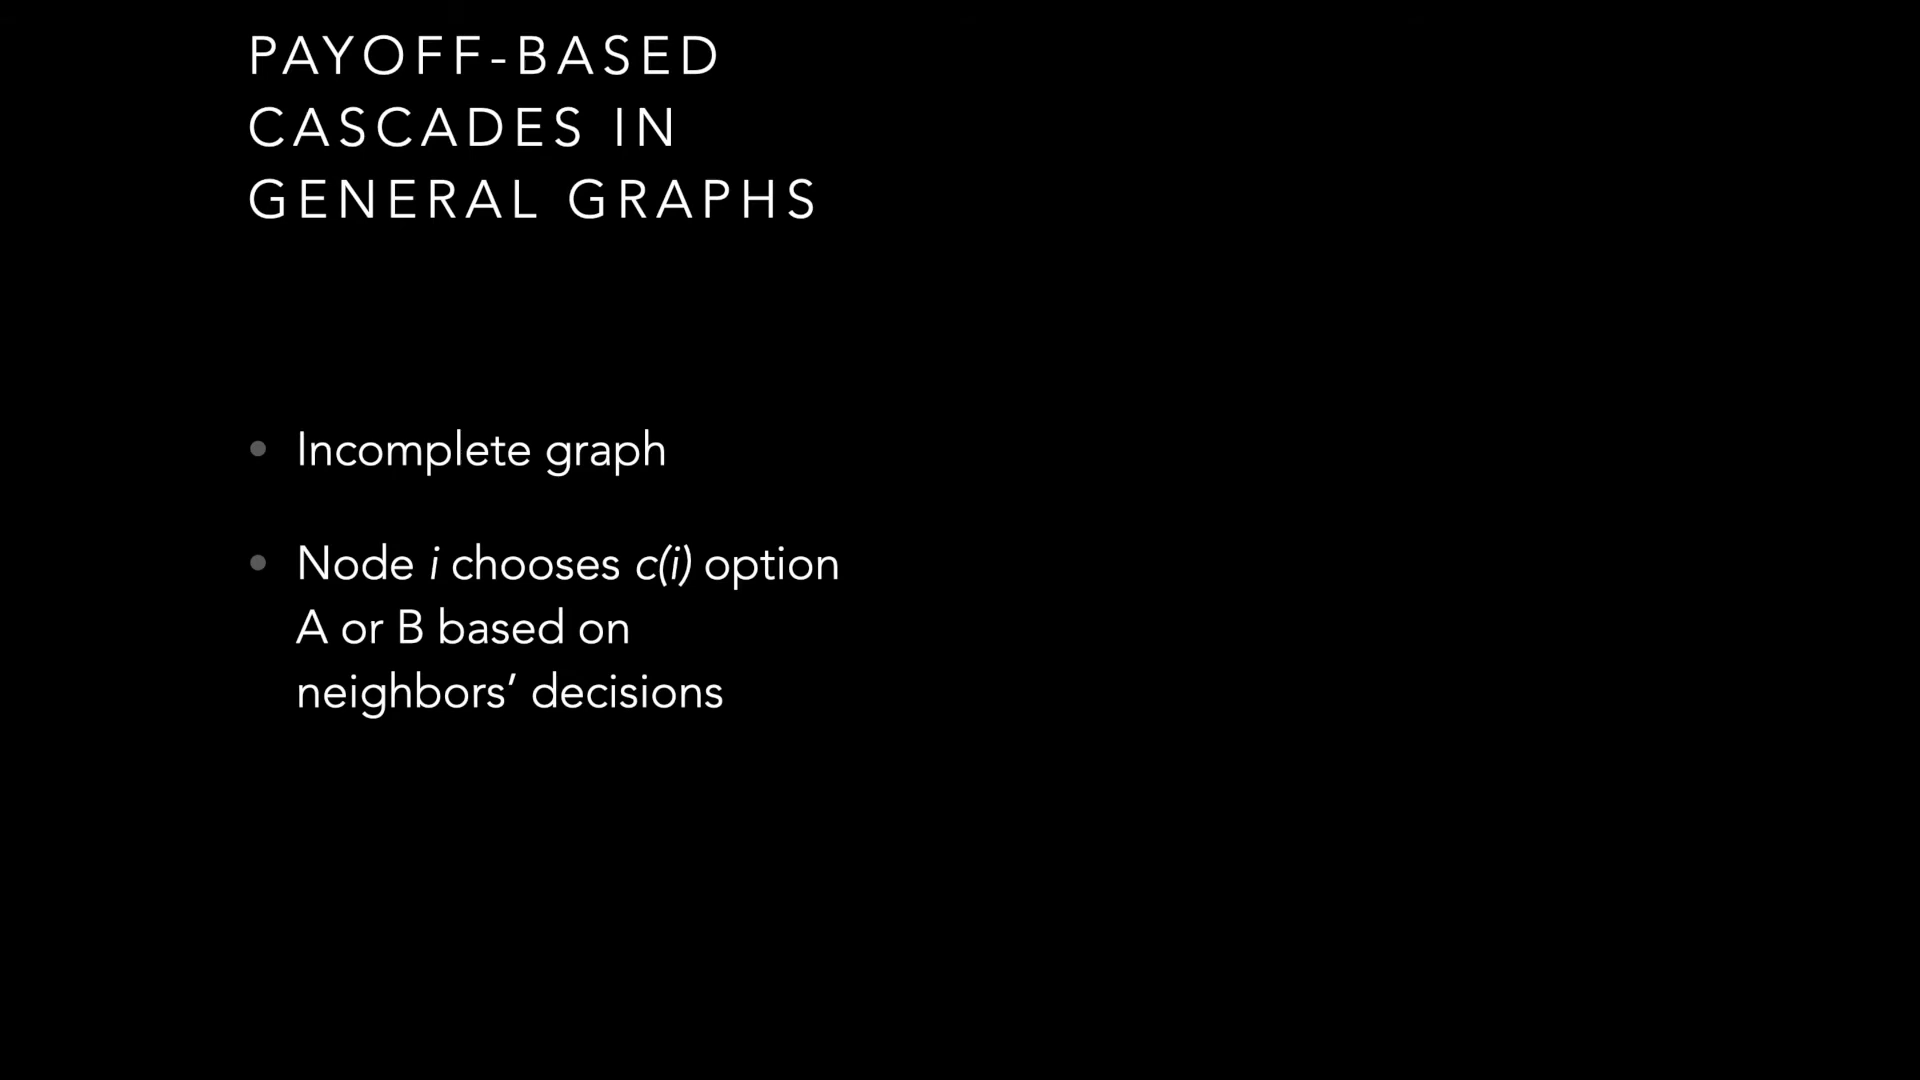 PAYOFF-BASED
CASCADES IN
GENERAL GRAPHS
• Incomplete graph
• Node i chooses c(i) option
A or B based on
neighbors’ decisions